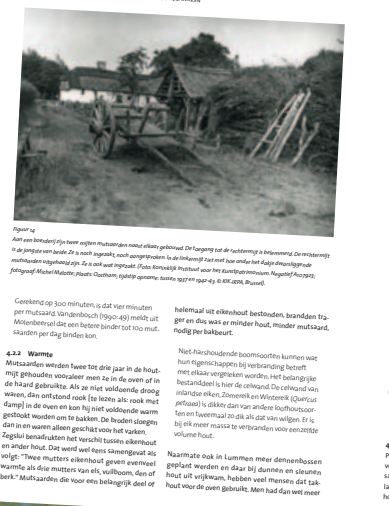 Figuur 14
Aan een boerderij zijn twee mijten mutsaarden naast elkaar gebouwd. De toegang tot de rechtermijt is belemmerd. De rechtermijt
is de jongste van beide. Ze is noch ingezakt, noch aangesproken. In de linkermijt ziet men hoe onder het dakje dwarsliggende
mutsaarden uitgehaald zijn. Ze is ook wat ingezakt. (Foto: Koninklijk Instituut voor het Kunstpatrimonium. Negatief
fotograaf: Michel Malotte; plaats: Oostham; tijdstip opname: tussen 1937 en 1942-43. © KIK-IRPA, Brussel).
Gerekend op 300 minuten, is dat vier minuten
per mutsaard. Vandenbosch (1990: 49) meldt uit
Molenbeersel dat een betere binder tot 100 mut-
saarden per dag binden kon.
4.2.2 Warmte
Mutsaarden werden twee tot drie jaar in de hout-
mijt gehouden vooraleer men ze in de oven of in
de haard gebruikte. Als ze niet voldoende droog
waren, dan ontstond rook [te lezen als: rook met
damp] in de oven en kon hij niet voldoende warm
gestookt worden om te bakken. De broden sloegen
dan in en waren alleen geschikt voor het varken.
Zegslui benadrukten het verschil tussen eikenhout
en ander hout. Dat werd wel eens samengevat als
volgt: "Twee mutters eikenhout geven evenveel
warmte als drie mutters van els, vuilboom, den of
berk." Mutsaarden die voor een belangrijk deel of
helemaal uit eikenhout bestonden, brandden tra-
ger en dus was er minder hout, minder mutsaard,
nodig per bakbeurt.
Niet-harshoudende boomsoorten kunnen wat
hun eigenschappen bij verbranding betreft
met elkaar vergeleken worden. Het belangrijke
bestanddeel is hier de celwand. De celwand van
inlandse eiken, Zomereik en Wintereik (Quercus
petraea) is dikker dan van andere loofhoutsoor-
ten en tweemaal zo dik als dat van wilgen. Er is
bij eik meer massa te verbranden voor eenzelfde
volume hout.
Naarmate ook in Lummen meer dennenbossen
geplant werden en daar bij dunnen en sleunen
hout uit vrijkwam, hebben veel mensen dat tak-
hout voor de oven gebruikt. Men had dan wel meer